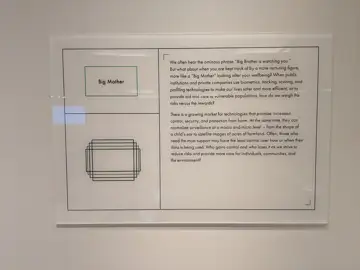 Big Mother
We often hear the ominous phrase, "Big Brother is watching you."
But what about when you are kept track of by a more nurturing figure,
more like a "Big Mother" looking after your wellbeing? When public
institutions and private companies use biometrics, tracking, scoring, and
profiling technologies to make our lives safer and more efficient, or to
provide aid and care to vulnerable populations, how do we weigh the
risks versus the rewards?
There is a growing market for technologies that promise increased
control, security, and protection from harm. At the same time, they can
normalize surveillance at a macro and micro level – from the shape of
a child's ear to satellite images of acres of farmland. Often, those who
need the most support may have the least control over how or when their
data is being used. Who gains control and who loses it as we strive to
reduce risks and provide more care for individuals, communities, and
the environment?